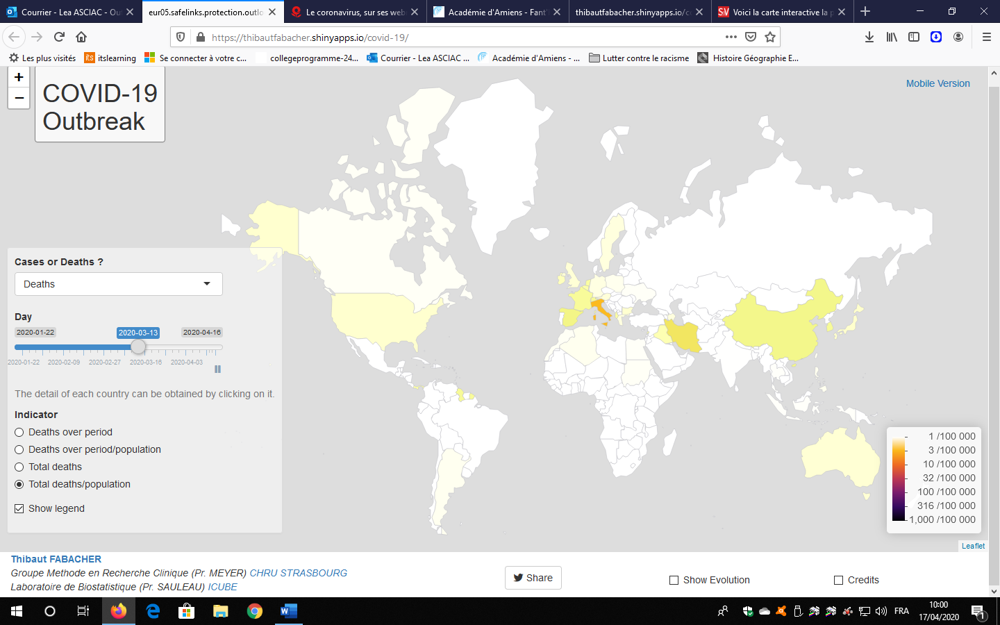 Courrier - Lea ASCIAC - Out
eur05.safelinks.protection.outlo
Le coronavirus, sur ses web
Académie d'Amiens - Fant'
thibautfabacher.shinyapps.io/c
SV
Voici la carte interactive la p
https://thibautfabacher.shinyapps.io/covid-19/
Les plus visités
its
itslearning
Se connecter à votre c...
collegeprogramme-24...
Courrier - Lea ASCIAC ...
Académie d'Amiens - ...
Lutter contre le racisme
Histoire Géographie E...
+
−
COVID-19
Outbreak
Mobile Version
Cases or Deaths ?
Deaths
Day
2020-01-22
2020-03-13
2020-04-16
2020-01-22 2020-02-09 2020-02-27 2020-03-16 2020-04-03
The detail of each country can be obtained by clicking on it.
Indicator
Deaths over period
Deaths over period/population
Total deaths
Total deaths/population
Show legend
1 /100 000
3 /100 000
10 /100 000
32 /100 000
100 /100 000
316 /100 000
1,000 /100 000
Leaflet
Thibaut FABACHER
Groupe Methode en Recherche Clinique (Pr. MEYER) CHRU STRASBOURG
Laboratoire de Biostatistique (Pr. SAULEAU) ICUBE
Share
Show Evolution
Credits
FRA
10:00
17/04/2020
1